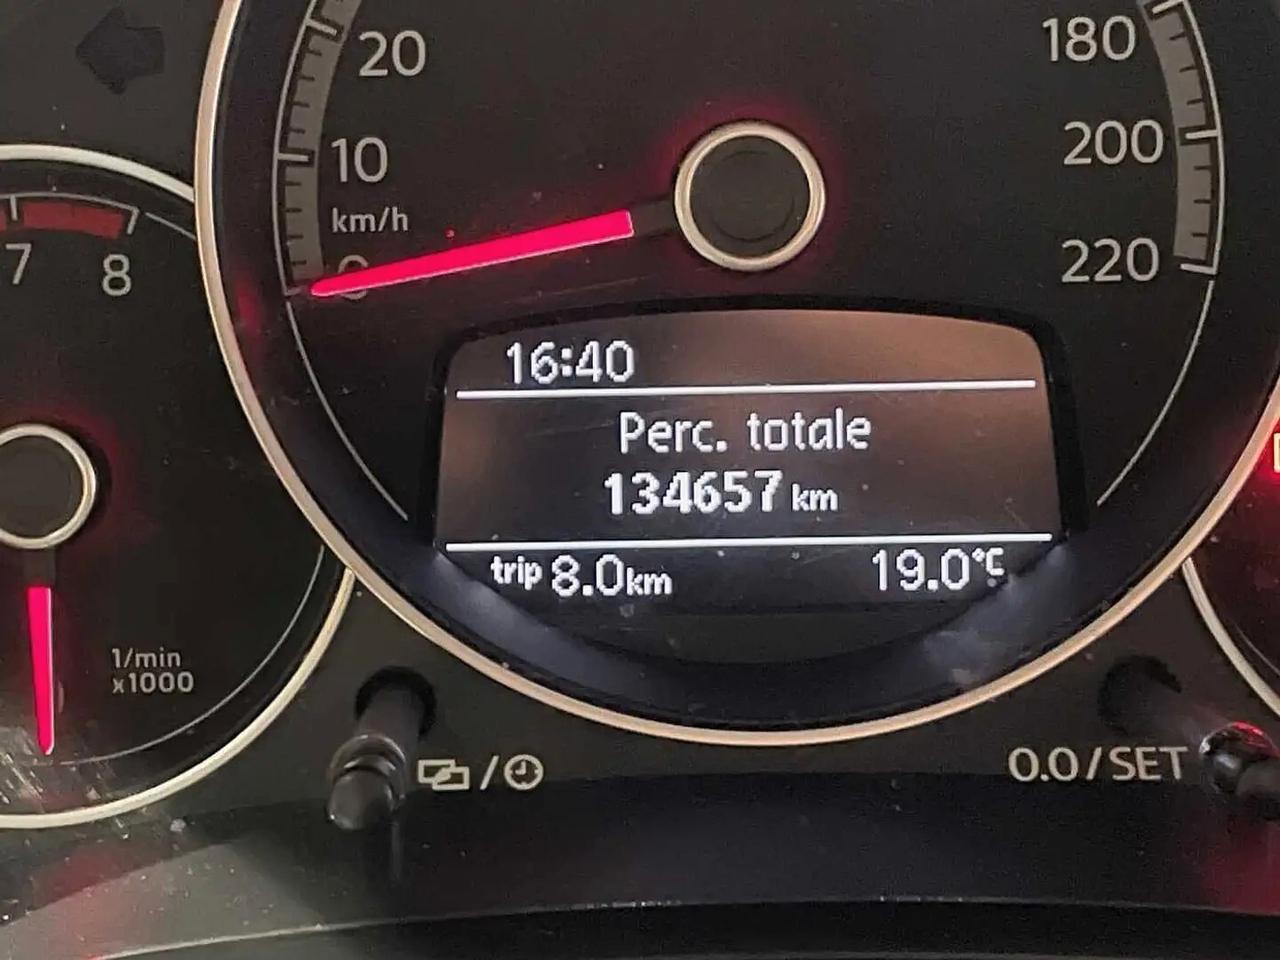 20
10
km/h
0
180
200
220
7
8
1/min
x1000
16:40
Perc. totale
134657 km
trip 8.0km 19.0°C
0.0/SET